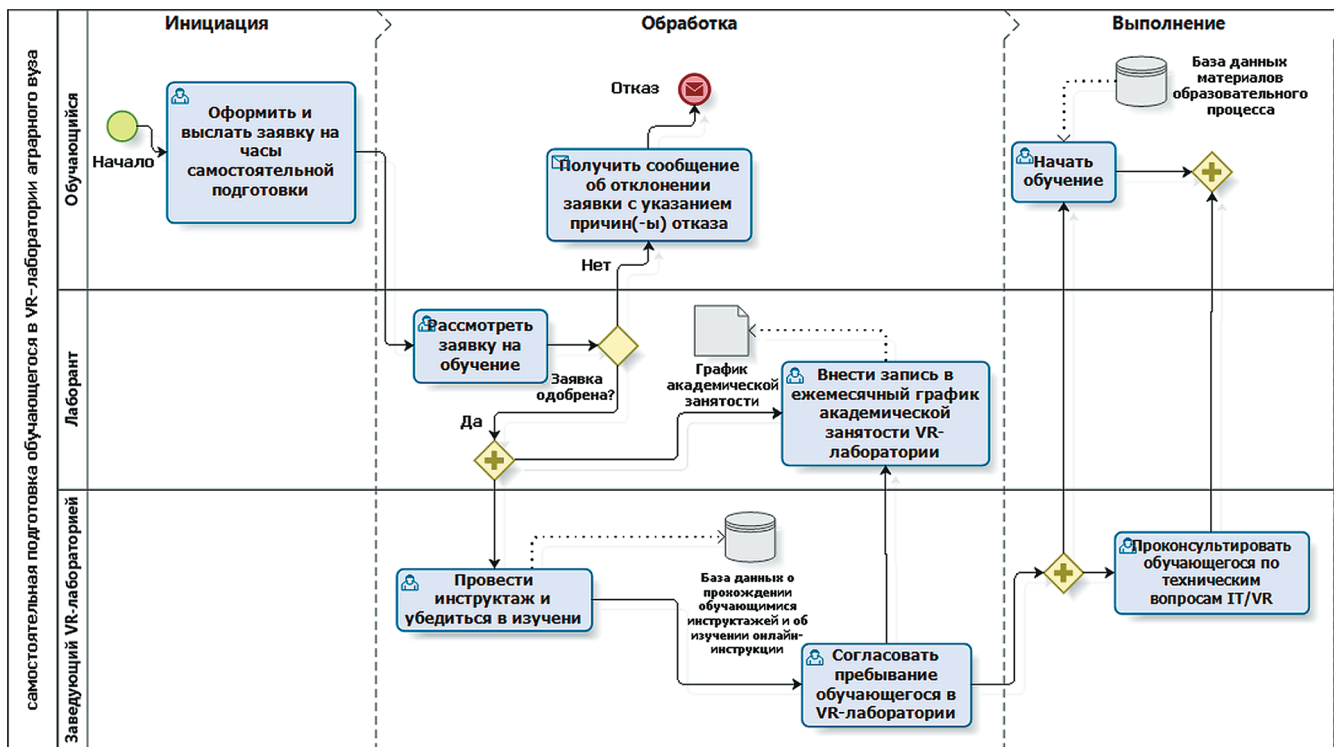 самостоятельная подготовка обучающегося в VR-лаборатории аграрного вуза
Инициация
Обработка
Выполнение
Обучающийся
Начало
Оформить и
выслать заявку на
часы
самостоятельной
подготовки
Отказ
Получить сообщение
об отклонении
заявки с указанием
причин(-ы) отказа
Нет
База данных
материалов
образовательного
процесса
Начать
обучение
Лаборант
Рассмотреть
заявку на
обучение
Заявка
одобрена?
Да
График
академической
занятости
Внести запись в
ежемесячный график
академической
занятости VR-
лаборатории
Заведующий VR-лабораторией
Провести
инструктаж и
убедиться в изучени
База данных о
прохождении
обучающимися
инструктажей и об
изучении онлайн-
инструкции
Согласовать
пребывание
обучающегося в
VR-лаборатории
Проконсультировать
обучающегося по
техническим
вопросам IT/VR